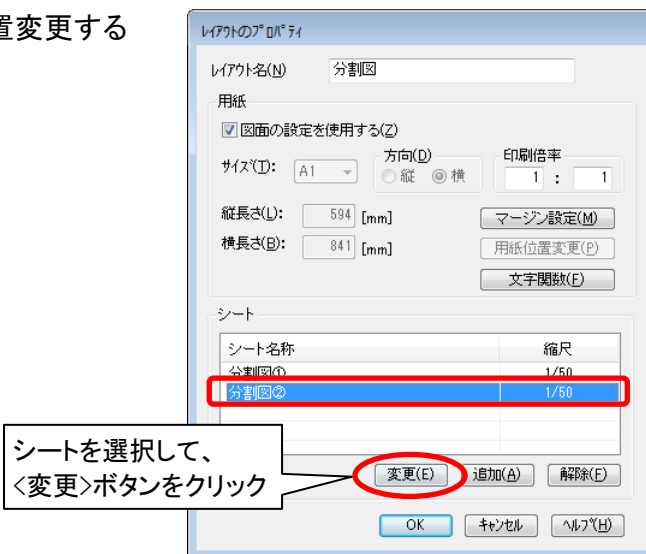 置変更する
レイアウトのプロパティ
レイアウト名(N) 分割図
用紙
図面の設定を使用する(Z)
サイズ(T): A1 方向(D) 縦 横 印刷倍率 1 : 1
縦長さ(L): 594 [mm] マージン設定(M)
横長さ(B): 841 [mm] 用紙位置変更(P)
文字関数(F)
シート
シート名称 縮尺
分割図① 1/50
分割図② 1/50
シートを選択して、
<変更>ボタンをクリック
変更(E) 追加(A) 解除(F)
OK キャンセル ヘルプ(H)